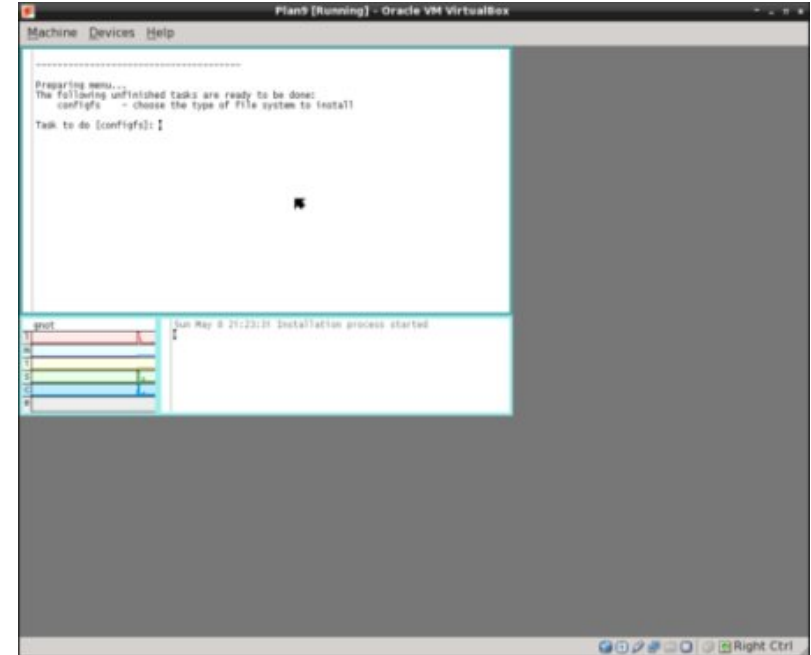 Plan9 [Running] - Oracle VM VirtualBox
Machine Devices Help
-------------------------------------
Preparing menu...
The following unfinished tasks are ready to be done:
configfs - choose the type of file system to install
Task to do [configfs]:
gnot
Sun May 8 21:23:31 Installation process started
Right Ctrl